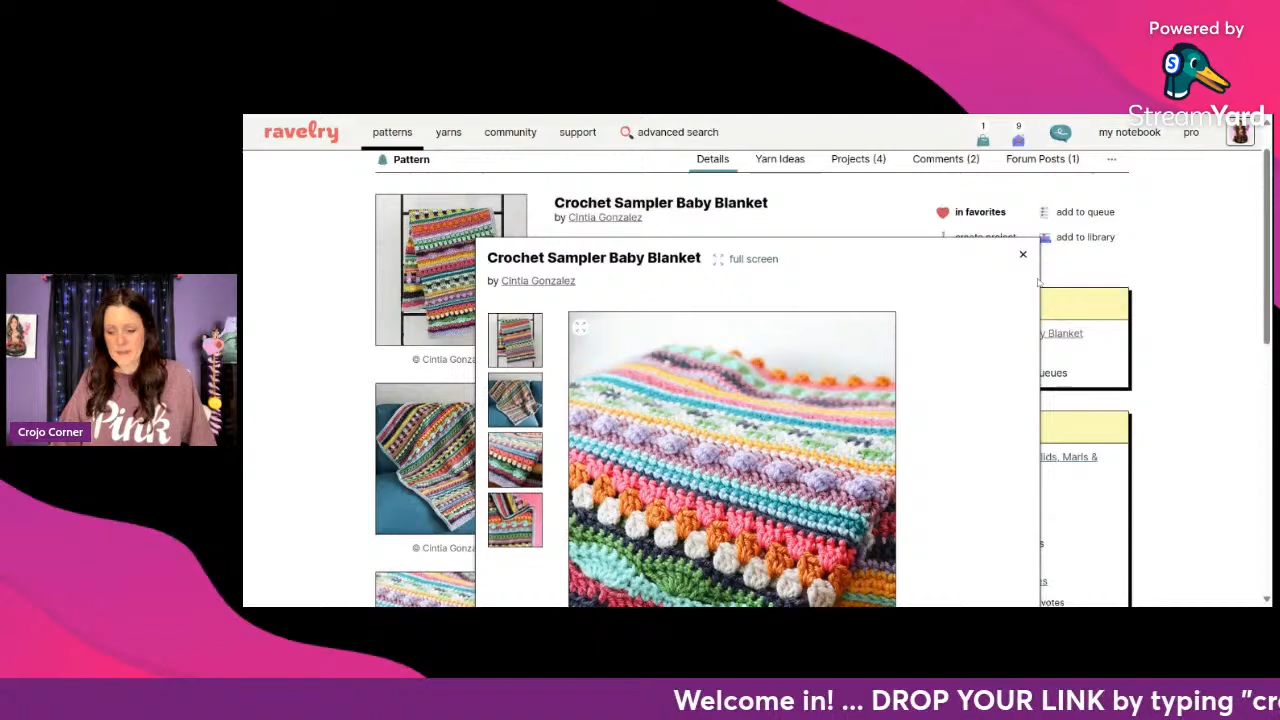 Powered by
S
StreamYard
ravelry
patterns
yarns
community
support
advanced search
1
9
my notebook
pro
Pattern
Details
Yarn Ideas
Projects (4)
Comments (2)
Forum Posts (1)
...
Crochet Sampler Baby Blanket
by Cintia Gonzalez
in favorites
add to queue
create project
add to library
Crochet Sampler Baby Blanket
full screen
×
by Cintia Gonzalez
y Blanket
ueues
© Cintia Gonza
lids, Marls &
© Cintia Gonza
s
s
votes
Pink
Crojo Corner
Welcome in! ... DROP YOUR LINK by typing "cr